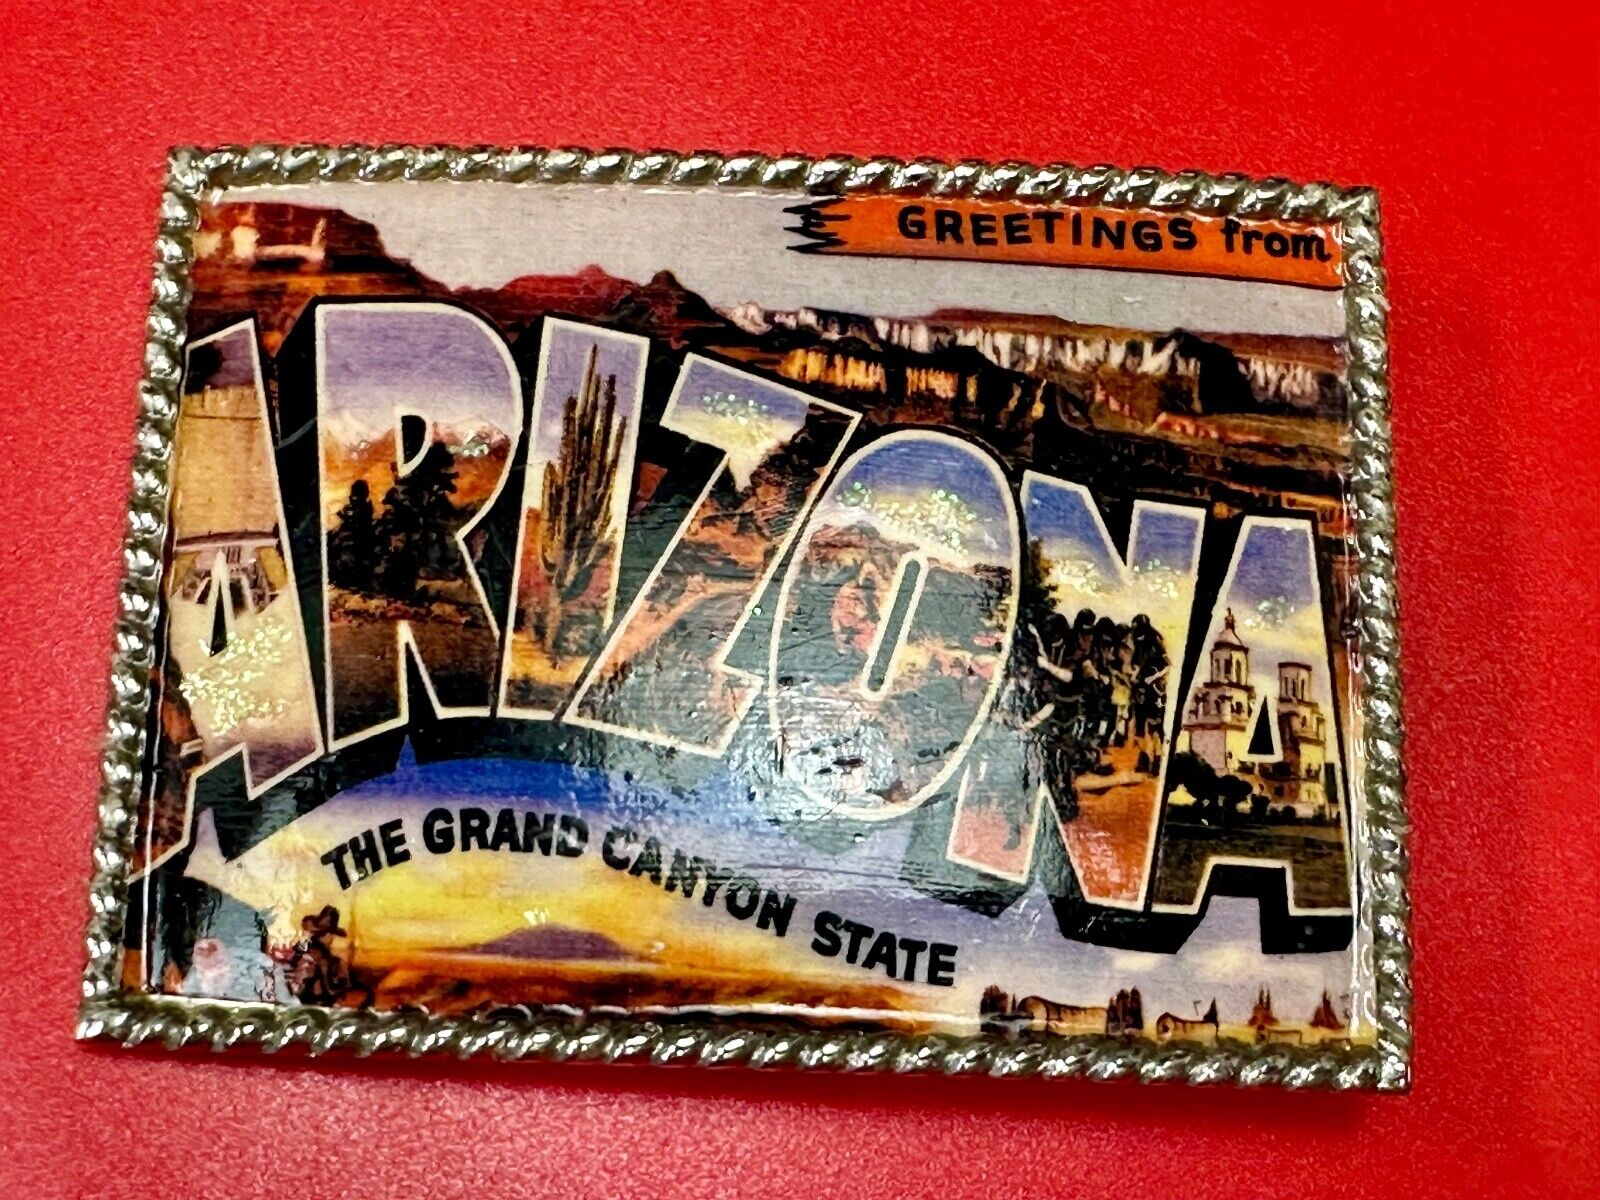 GREETINGS from
ARIZONA
THE GRAND CANYON STATE